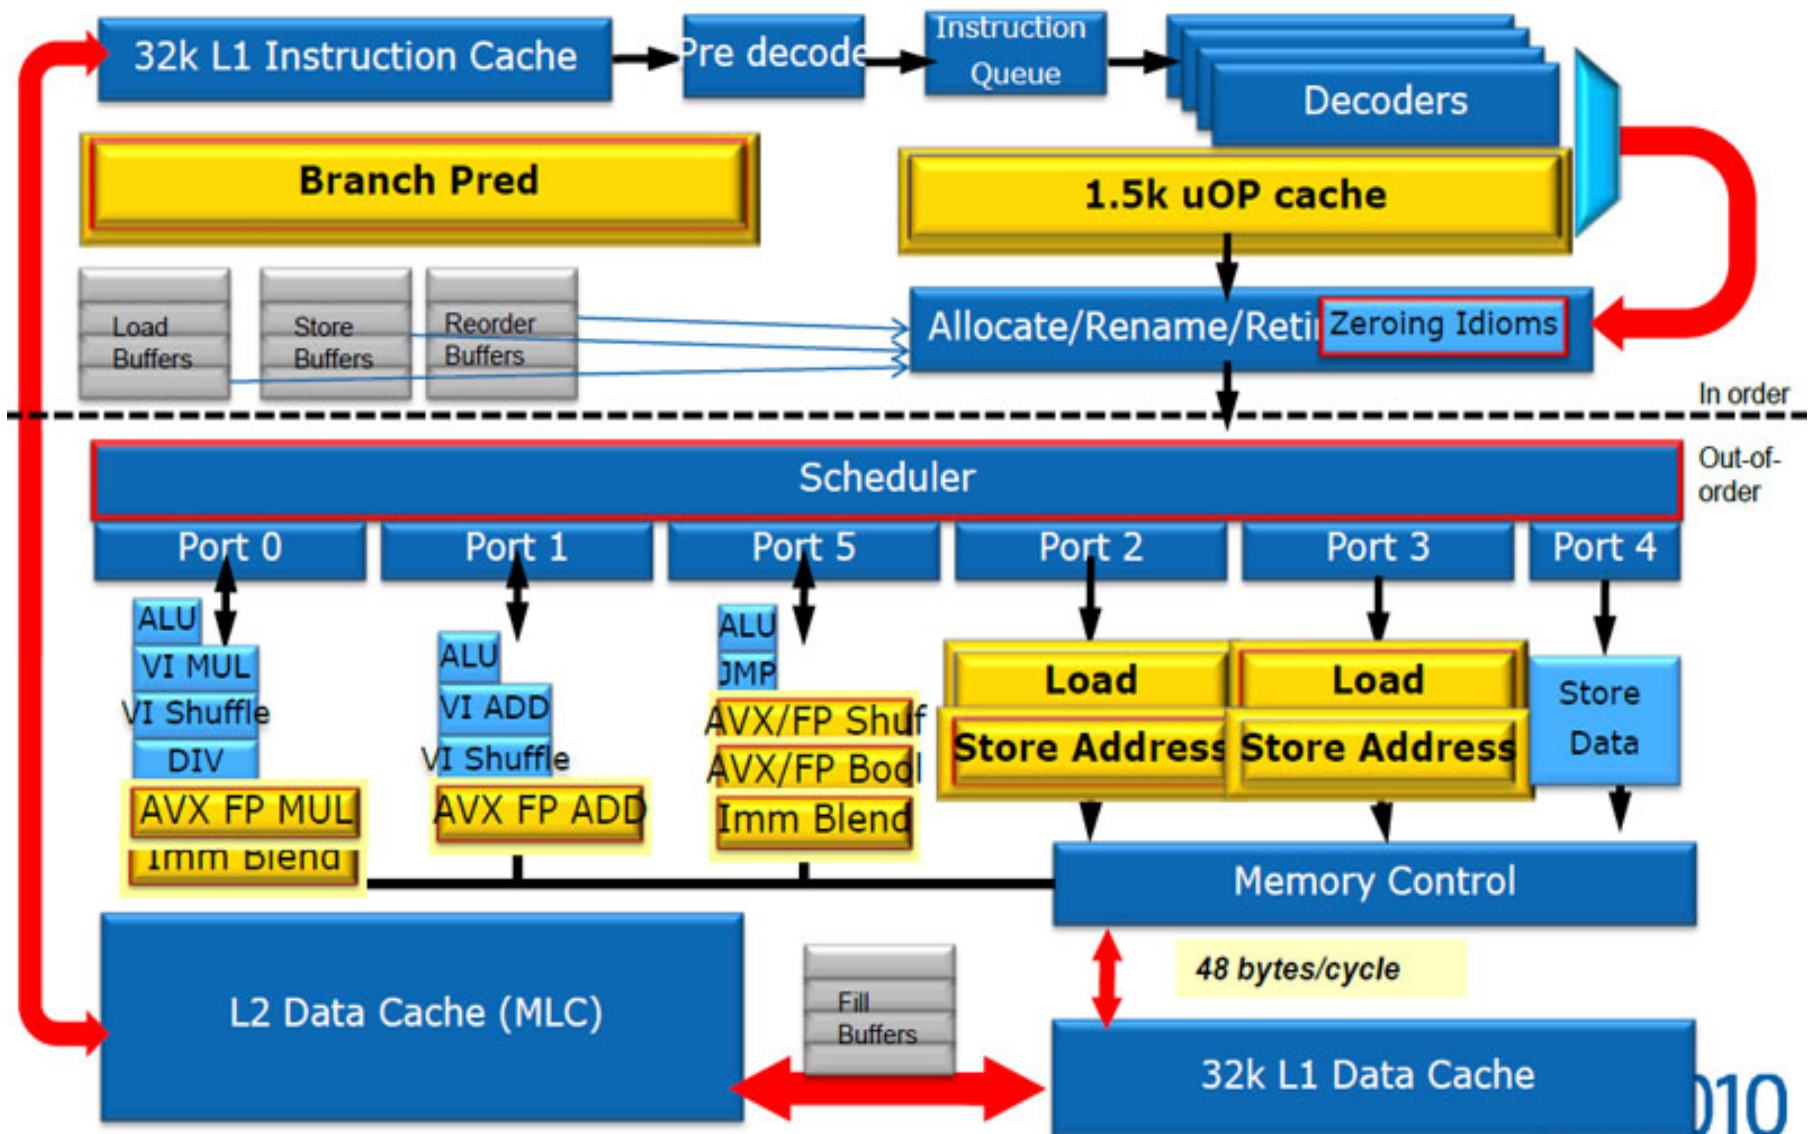 32k L1 Instruction Cache
Pre decode
Instruction
Queue
Decoders
Branch Pred
1.5k uOP cache
Load
Buffers
Store
Buffers
Reorder
Buffers
Allocate/Rename/Reti
Zeroing Idioms
In order
Out-of-
order
Scheduler
Port 0
Port 1
Port 5
Port 2
Port 3
Port 4
ALU
VI MUL
VI Shuffle
DIV
AVX FP MUL
Imm Blend
ALU
VI ADD
VI Shuffle
AVX FP ADD
ALU
JMP
AVX/FP Shuf
AVX/FP Bool
Imm Blend
Load
Store Address
Load
Store Address
Store
Data
Memory Control
48 bytes/cycle
L2 Data Cache (MLC)
Fill
Buffers
32k L1 Data Cache
010